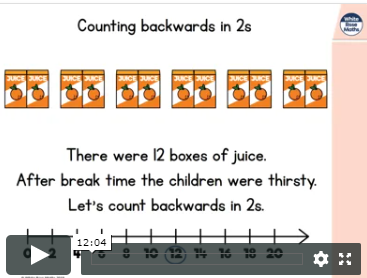 Counting backwards in 2s
White
Rose
Maths
JUICE JUICE JUICE JUICE JUICE JUICE JUICE JUICE JUICE JUICE JUICE JUICE
There were 12 boxes of juice.
After break time the children were thirsty.
Let's count backwards in 2s.
12:04
0 2 4 6 8 10 12 14 16 18 20